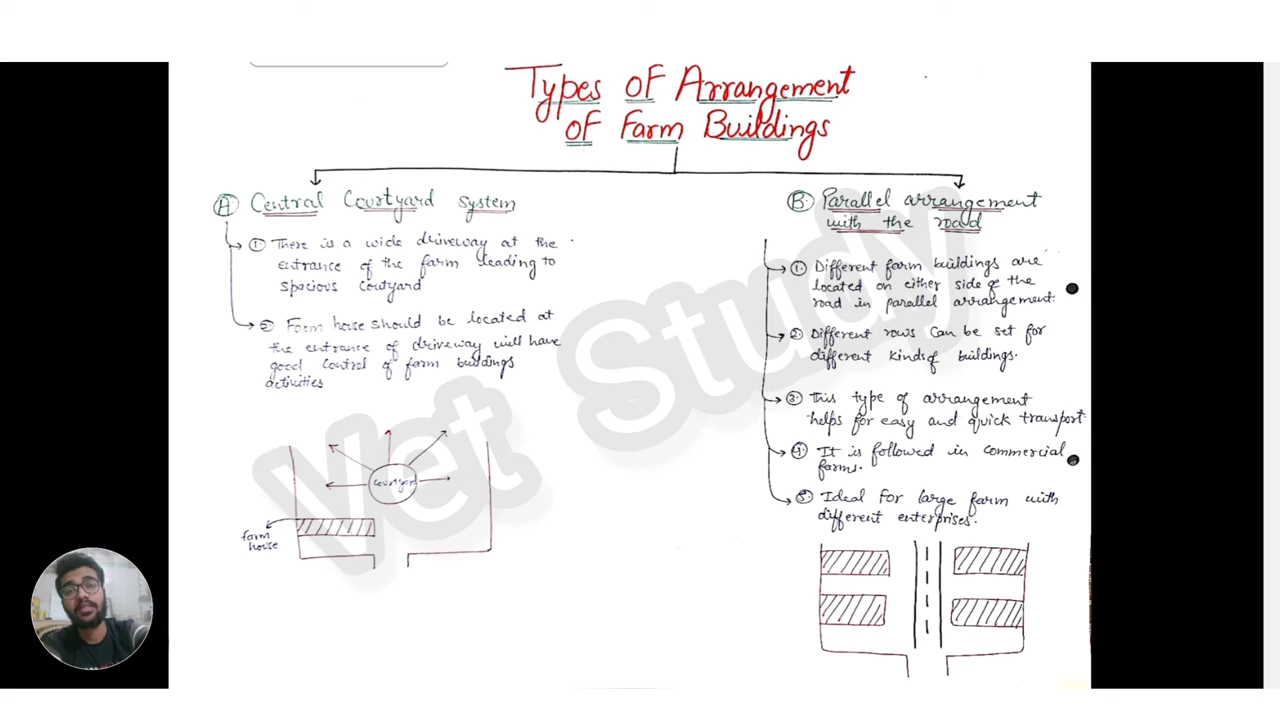 Types of Arrangement
of Farm Buildings
A Central Courtyard system
1. There is a wide driveway at the
entrance of the farm leading to
spacious courtyard
2 Farm house should be located at
the entrance of driveway will have
good control of farm buildings
activities
courtyard
farm
house
B. Parallel arrangement
with the road
1. Different farm buildings are
located on either side of the
road in parallel arrangement.
2. Different rows can be set for
different kinds of buildings.
3. This type of arrangement
helps for easy and quick transport
4. It is followed in commercial
farms.
5. Ideal for large farm with
different enterprises.
Vet Study